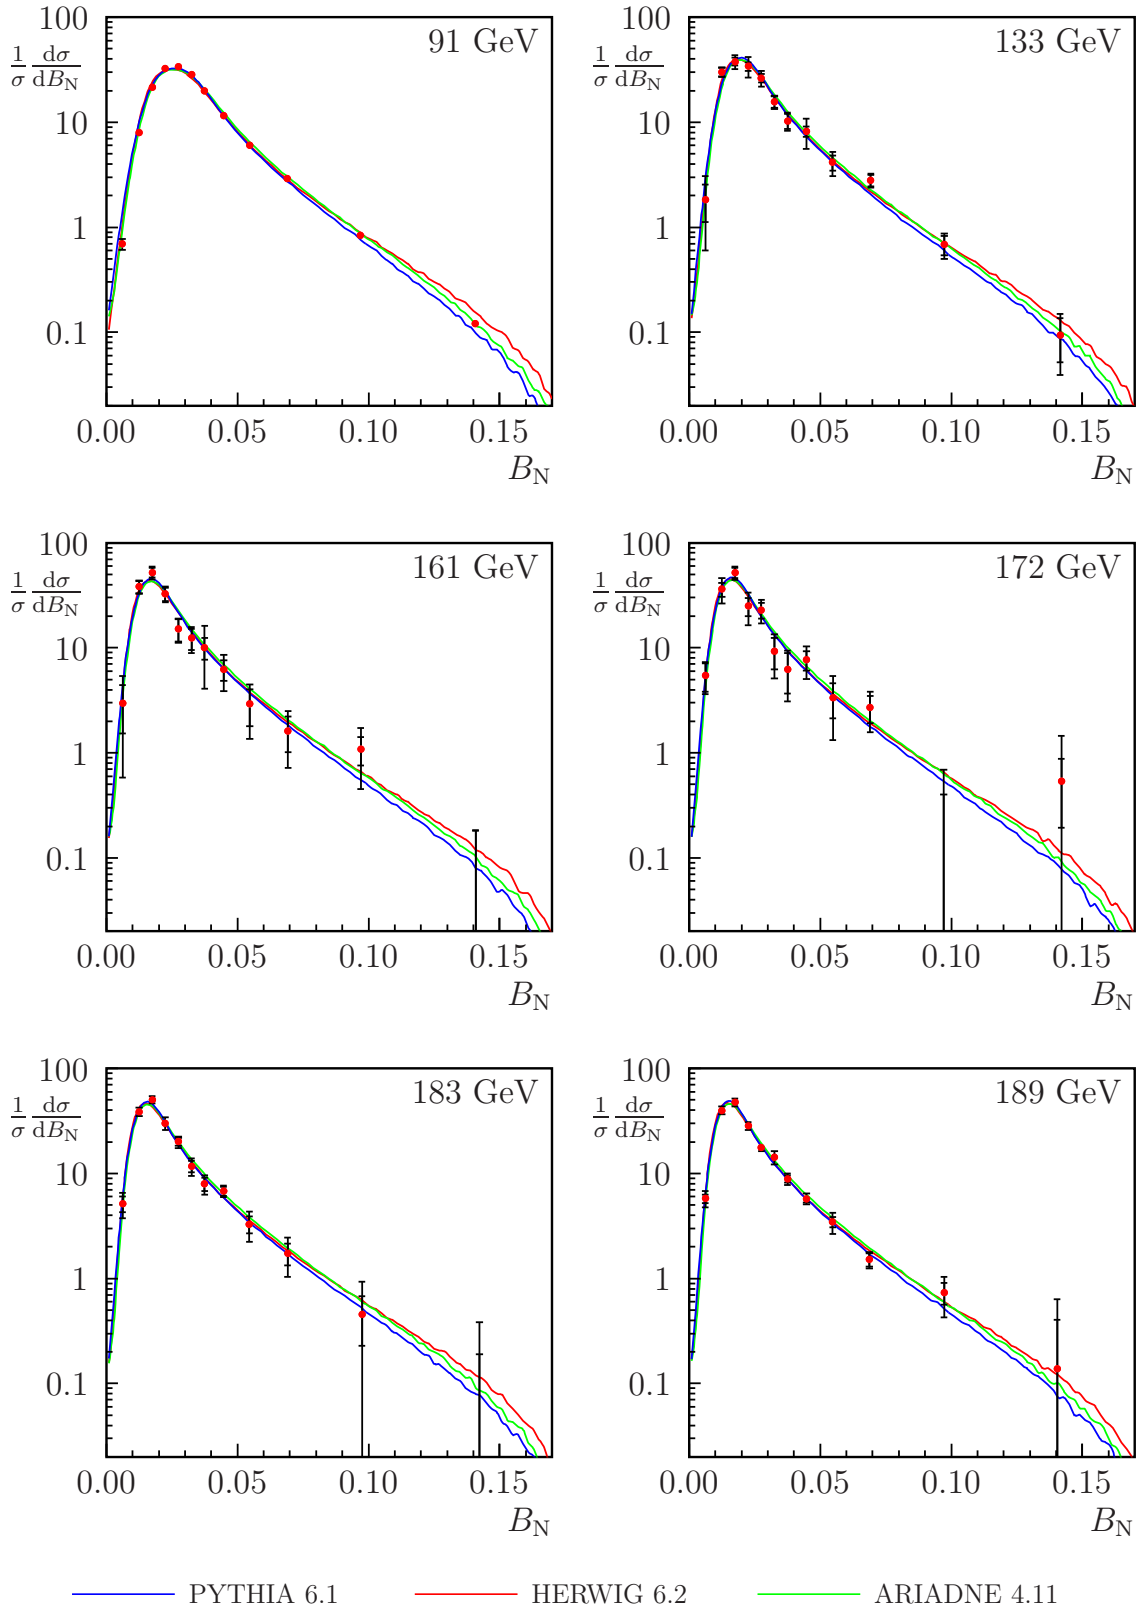 100 91 GeV 100 133 GeV
1/σ dσ/dB_N 1/σ dσ/dB_N
10 10
1 1
0.1 0.1
0.00 0.05 0.10 0.15 0.00 0.05 0.10 0.15
B_N B_N
100 161 GeV 100 172 GeV
1/σ dσ/dB_N 1/σ dσ/dB_N
10 10
1 1
0.1 0.1
0.00 0.05 0.10 0.15 0.00 0.05 0.10 0.15
B_N B_N
100 183 GeV 100 189 GeV
1/σ dσ/dB_N 1/σ dσ/dB_N
10 10
1 1
0.1 0.1
0.00 0.05 0.10 0.15 0.00 0.05 0.10 0.15
B_N B_N
PYTHIA 6.1 HERWIG 6.2 ARIADNE 4.11